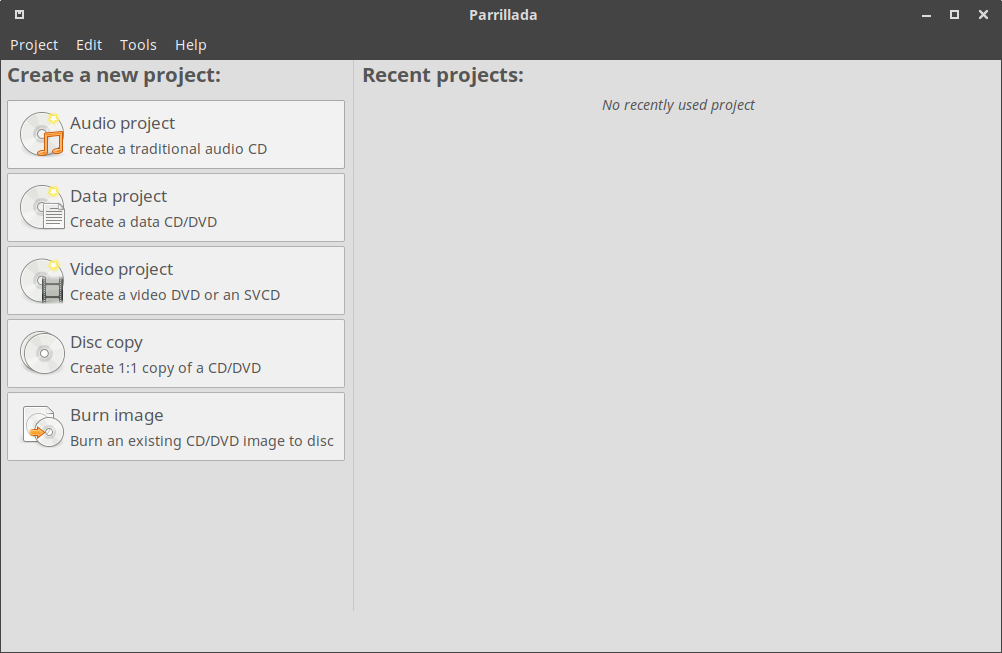 Parrillada
Project Edit Tools Help
Create a new project:
Audio project
Create a traditional audio CD
Data project
Create a data CD/DVD
Video project
Create a video DVD or an SVCD
Disc copy
Create 1:1 copy of a CD/DVD
Burn image
Burn an existing CD/DVD image to disc
Recent projects:
No recently used project